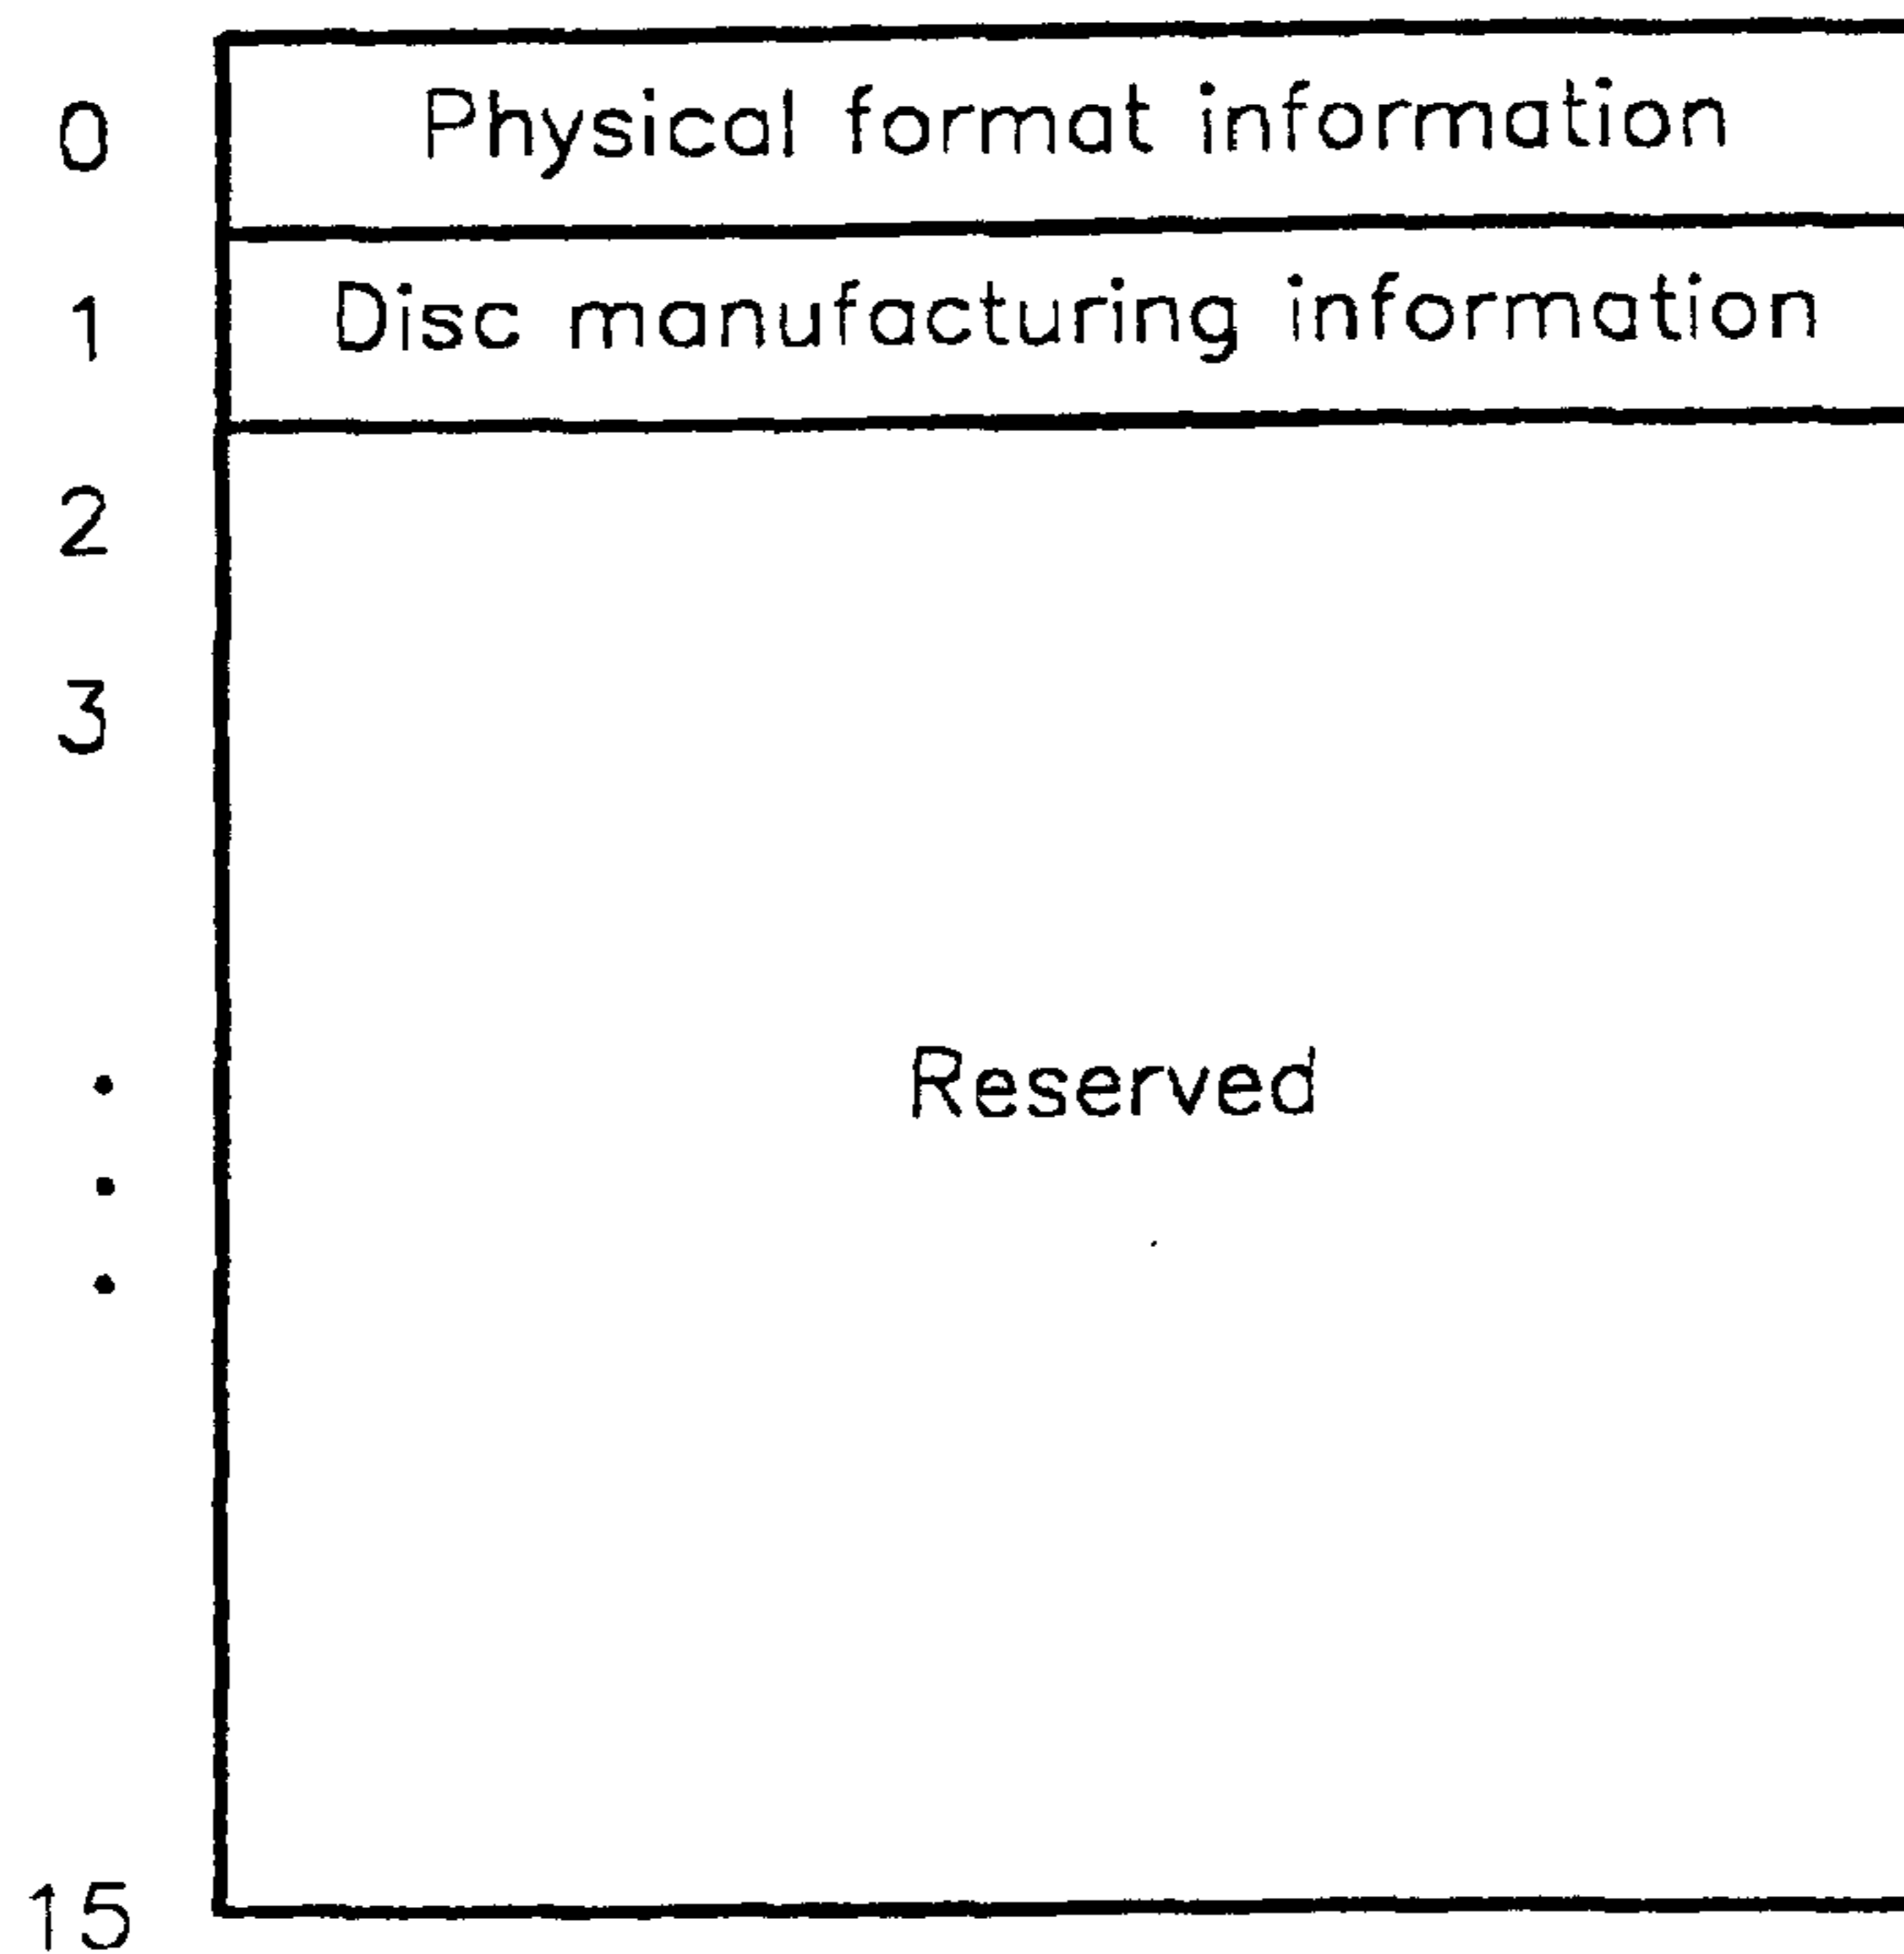 0 Physical format information
1 Disc manufacturing information
2
3
Reserved
15